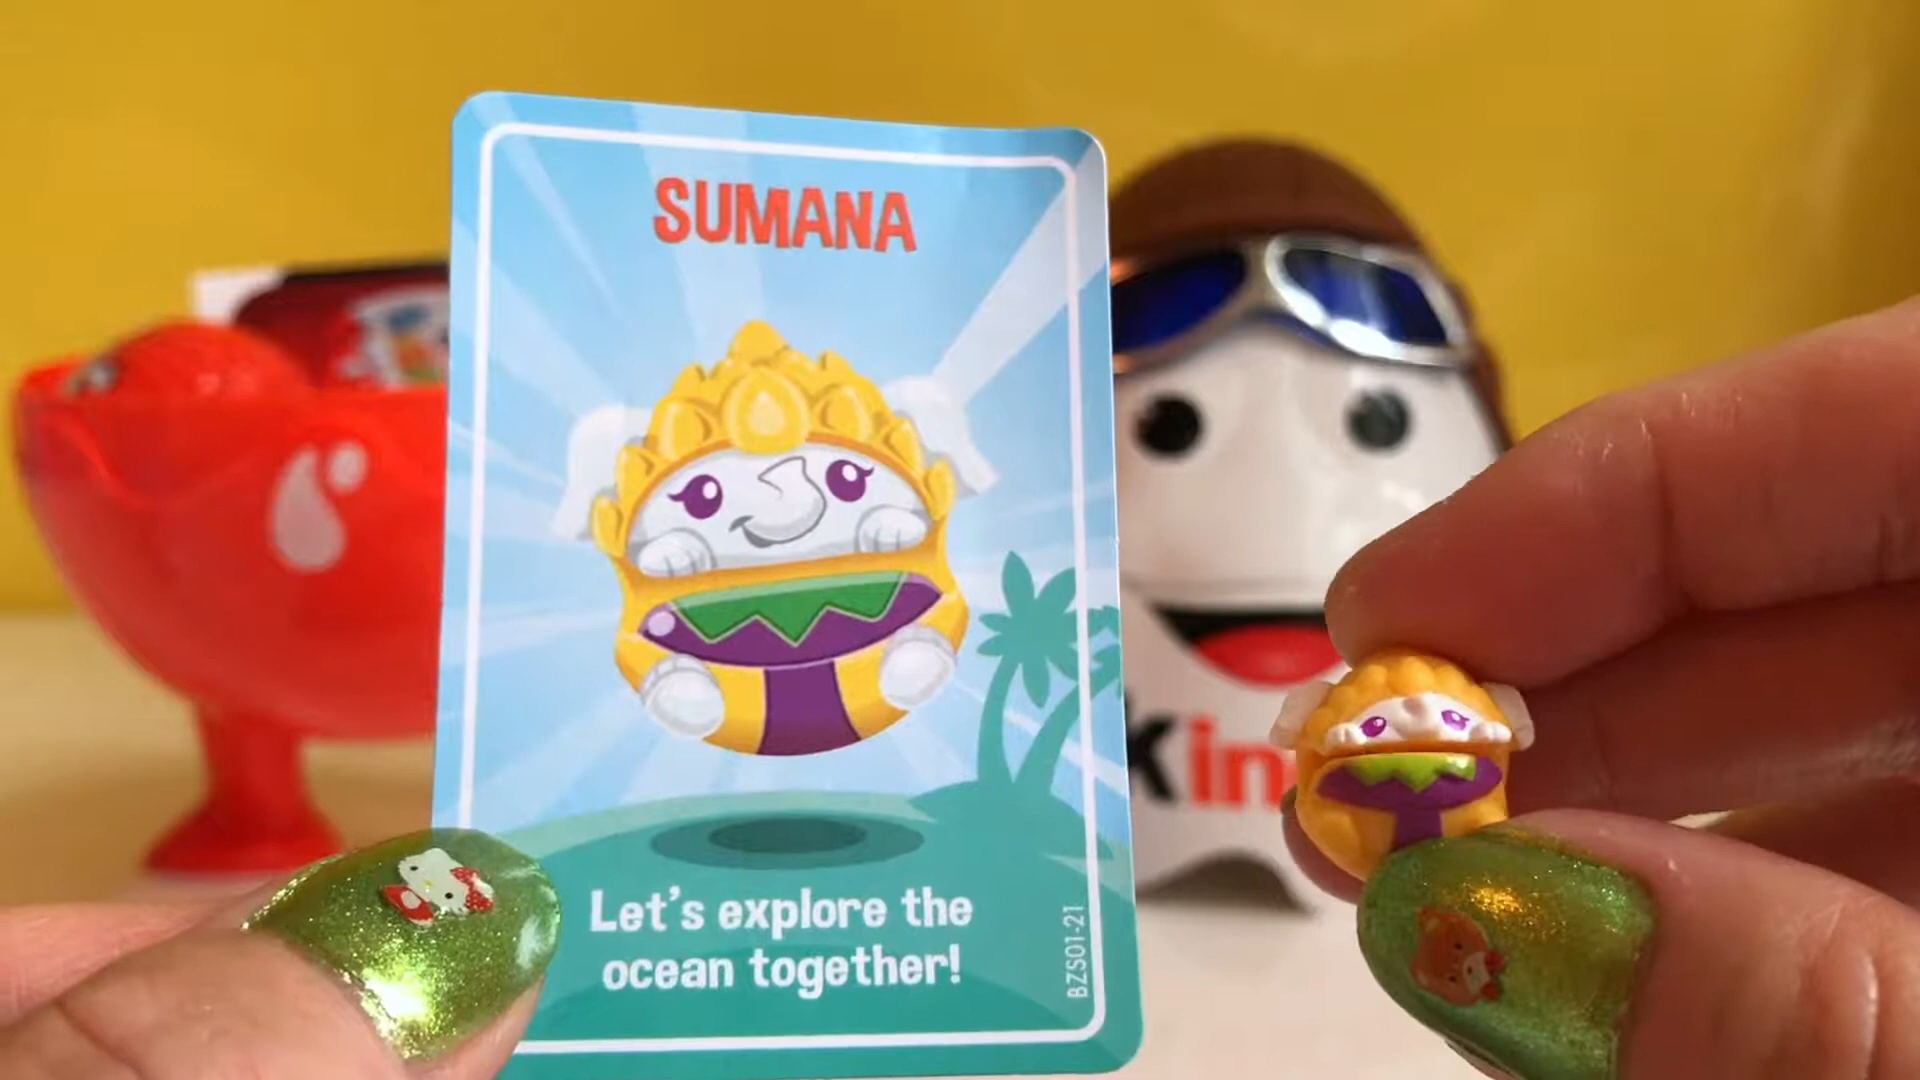 SUMANA
Let's explore the
ocean together!
BZS01-21
Kin